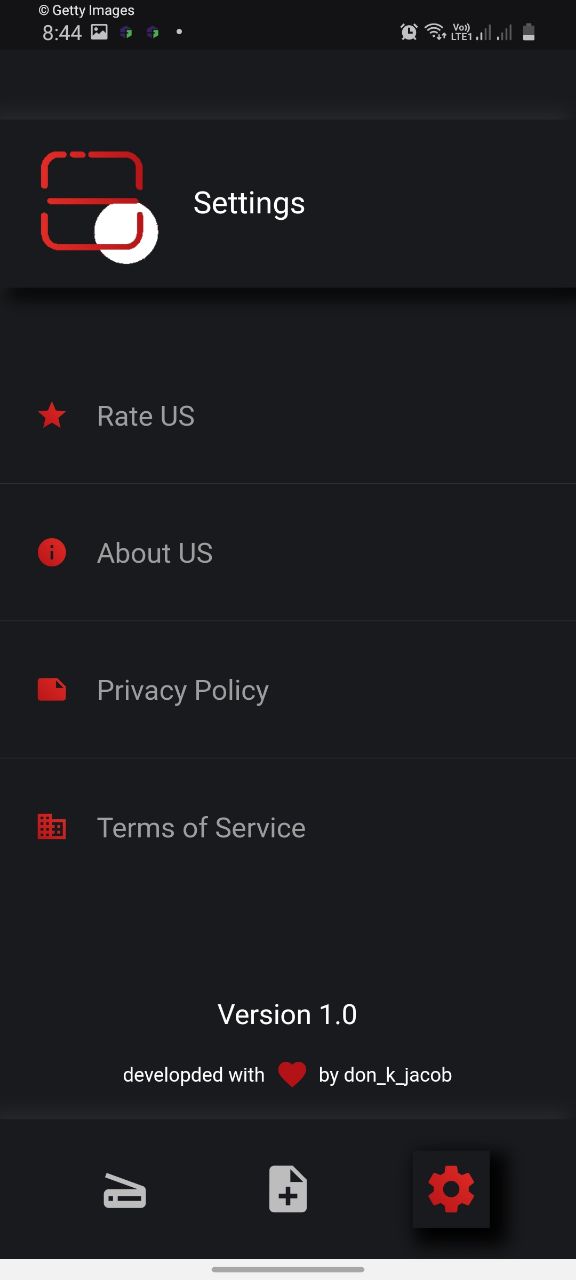 © Getty Images
8:44
Vo)) LTE1
Settings
Rate US
About US
Privacy Policy
Terms of Service
Version 1.0
developded with by don_k_jacob